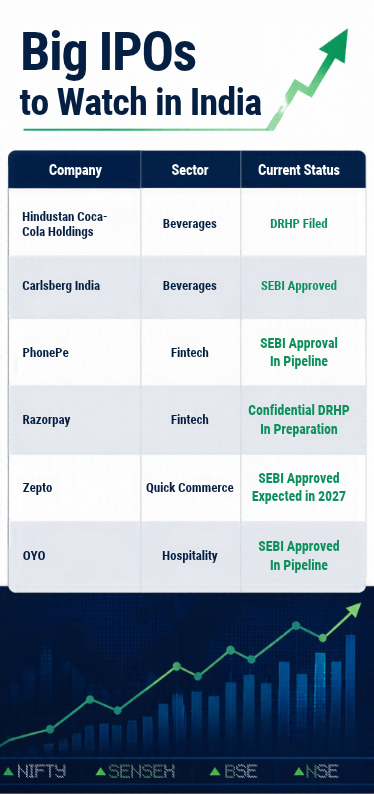 Big IPOs
to Watch in India
Company Sector Current Status
Hindustan Coca-
Cola Holdings Beverages DRHP Filed
Carlsberg India Beverages SEBI Approved
PhonePe Fintech SEBI Approval
In Pipeline
Razorpay Fintech Confidential DRHP
In Preparation
Zepto Quick Commerce SEBI Approved
Expected in 2027
OYO Hospitality SEBI Approved
In Pipeline
▲ NIFTY ▲ SENSEX ▲ BSE ▲ NSE